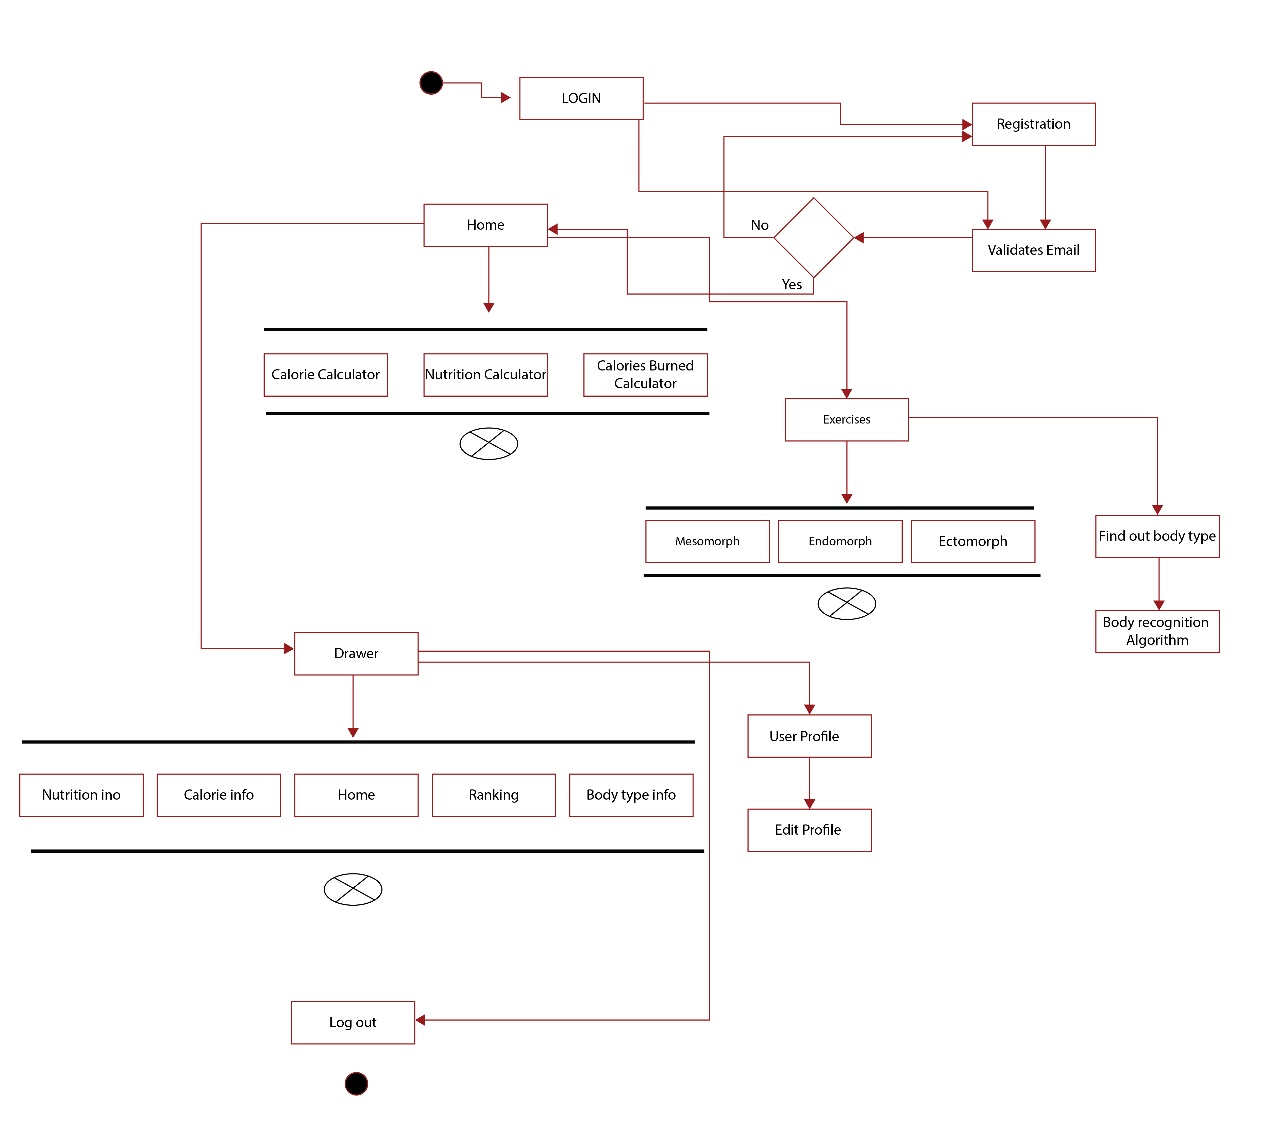 LOGIN
Registration
Home
No
Validates Email
Yes
Calorie Calculator
Nutrition Calculator
Calories Burned
Calculator
Exercises
Mesomorph
Endomorph
Ectomorph
Find out body type
Body recognition
Algorithm
Drawer
User Profile
Nutrition ino
Calorie info
Home
Ranking
Body type info
Edit Profile
Log out